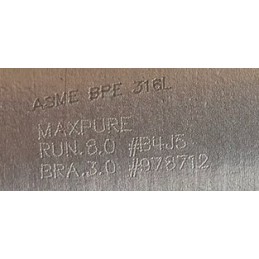 ASME BPE 316L
MAXPURE
RUN.8.0 #B4J5
BRA.3.0 #978712